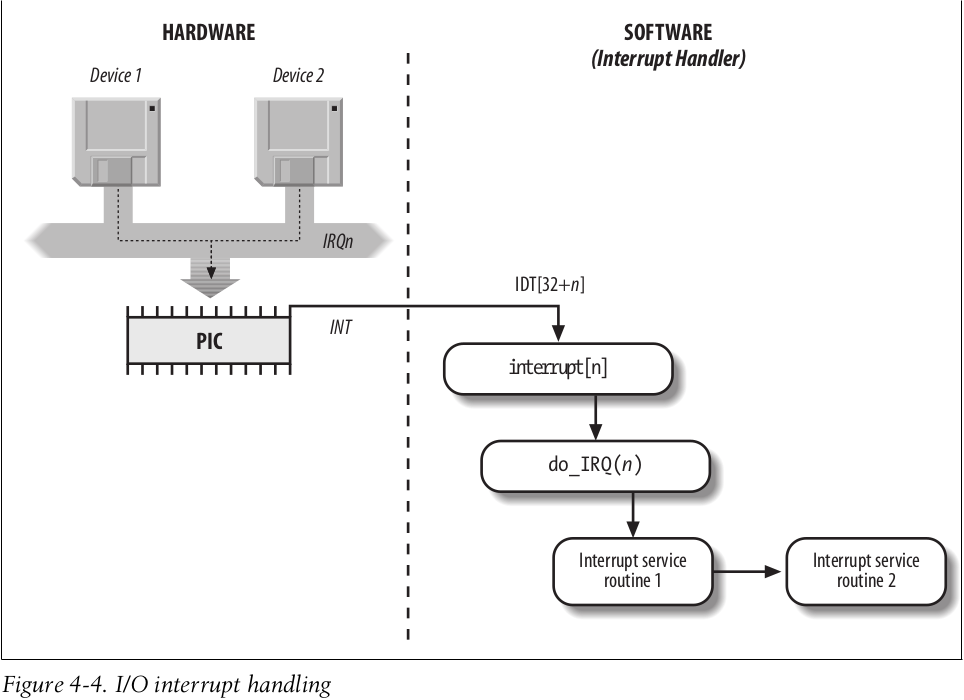 HARDWARE
SOFTWARE
(Interrupt Handler)
Device 1
Device 2
IRQn
IDT[32+n]
INT
PIC
interrupt[n]
do_IRQ(n)
Interrupt service
routine 1
Interrupt service
routine 2
Figure 4-4. I/O interrupt handling